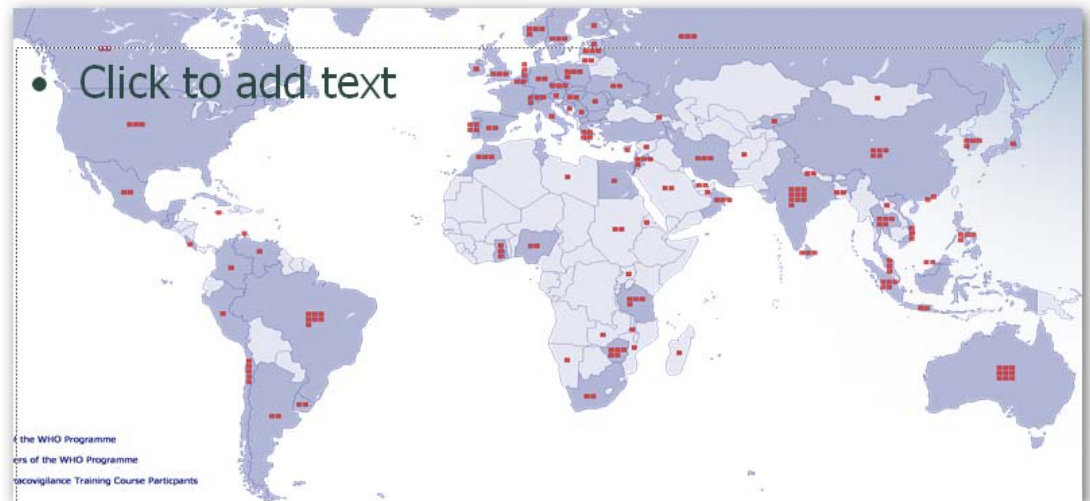 • Click to add text
f the WHO Programme
ers of the WHO Programme
acovigilance Training Course Particpants